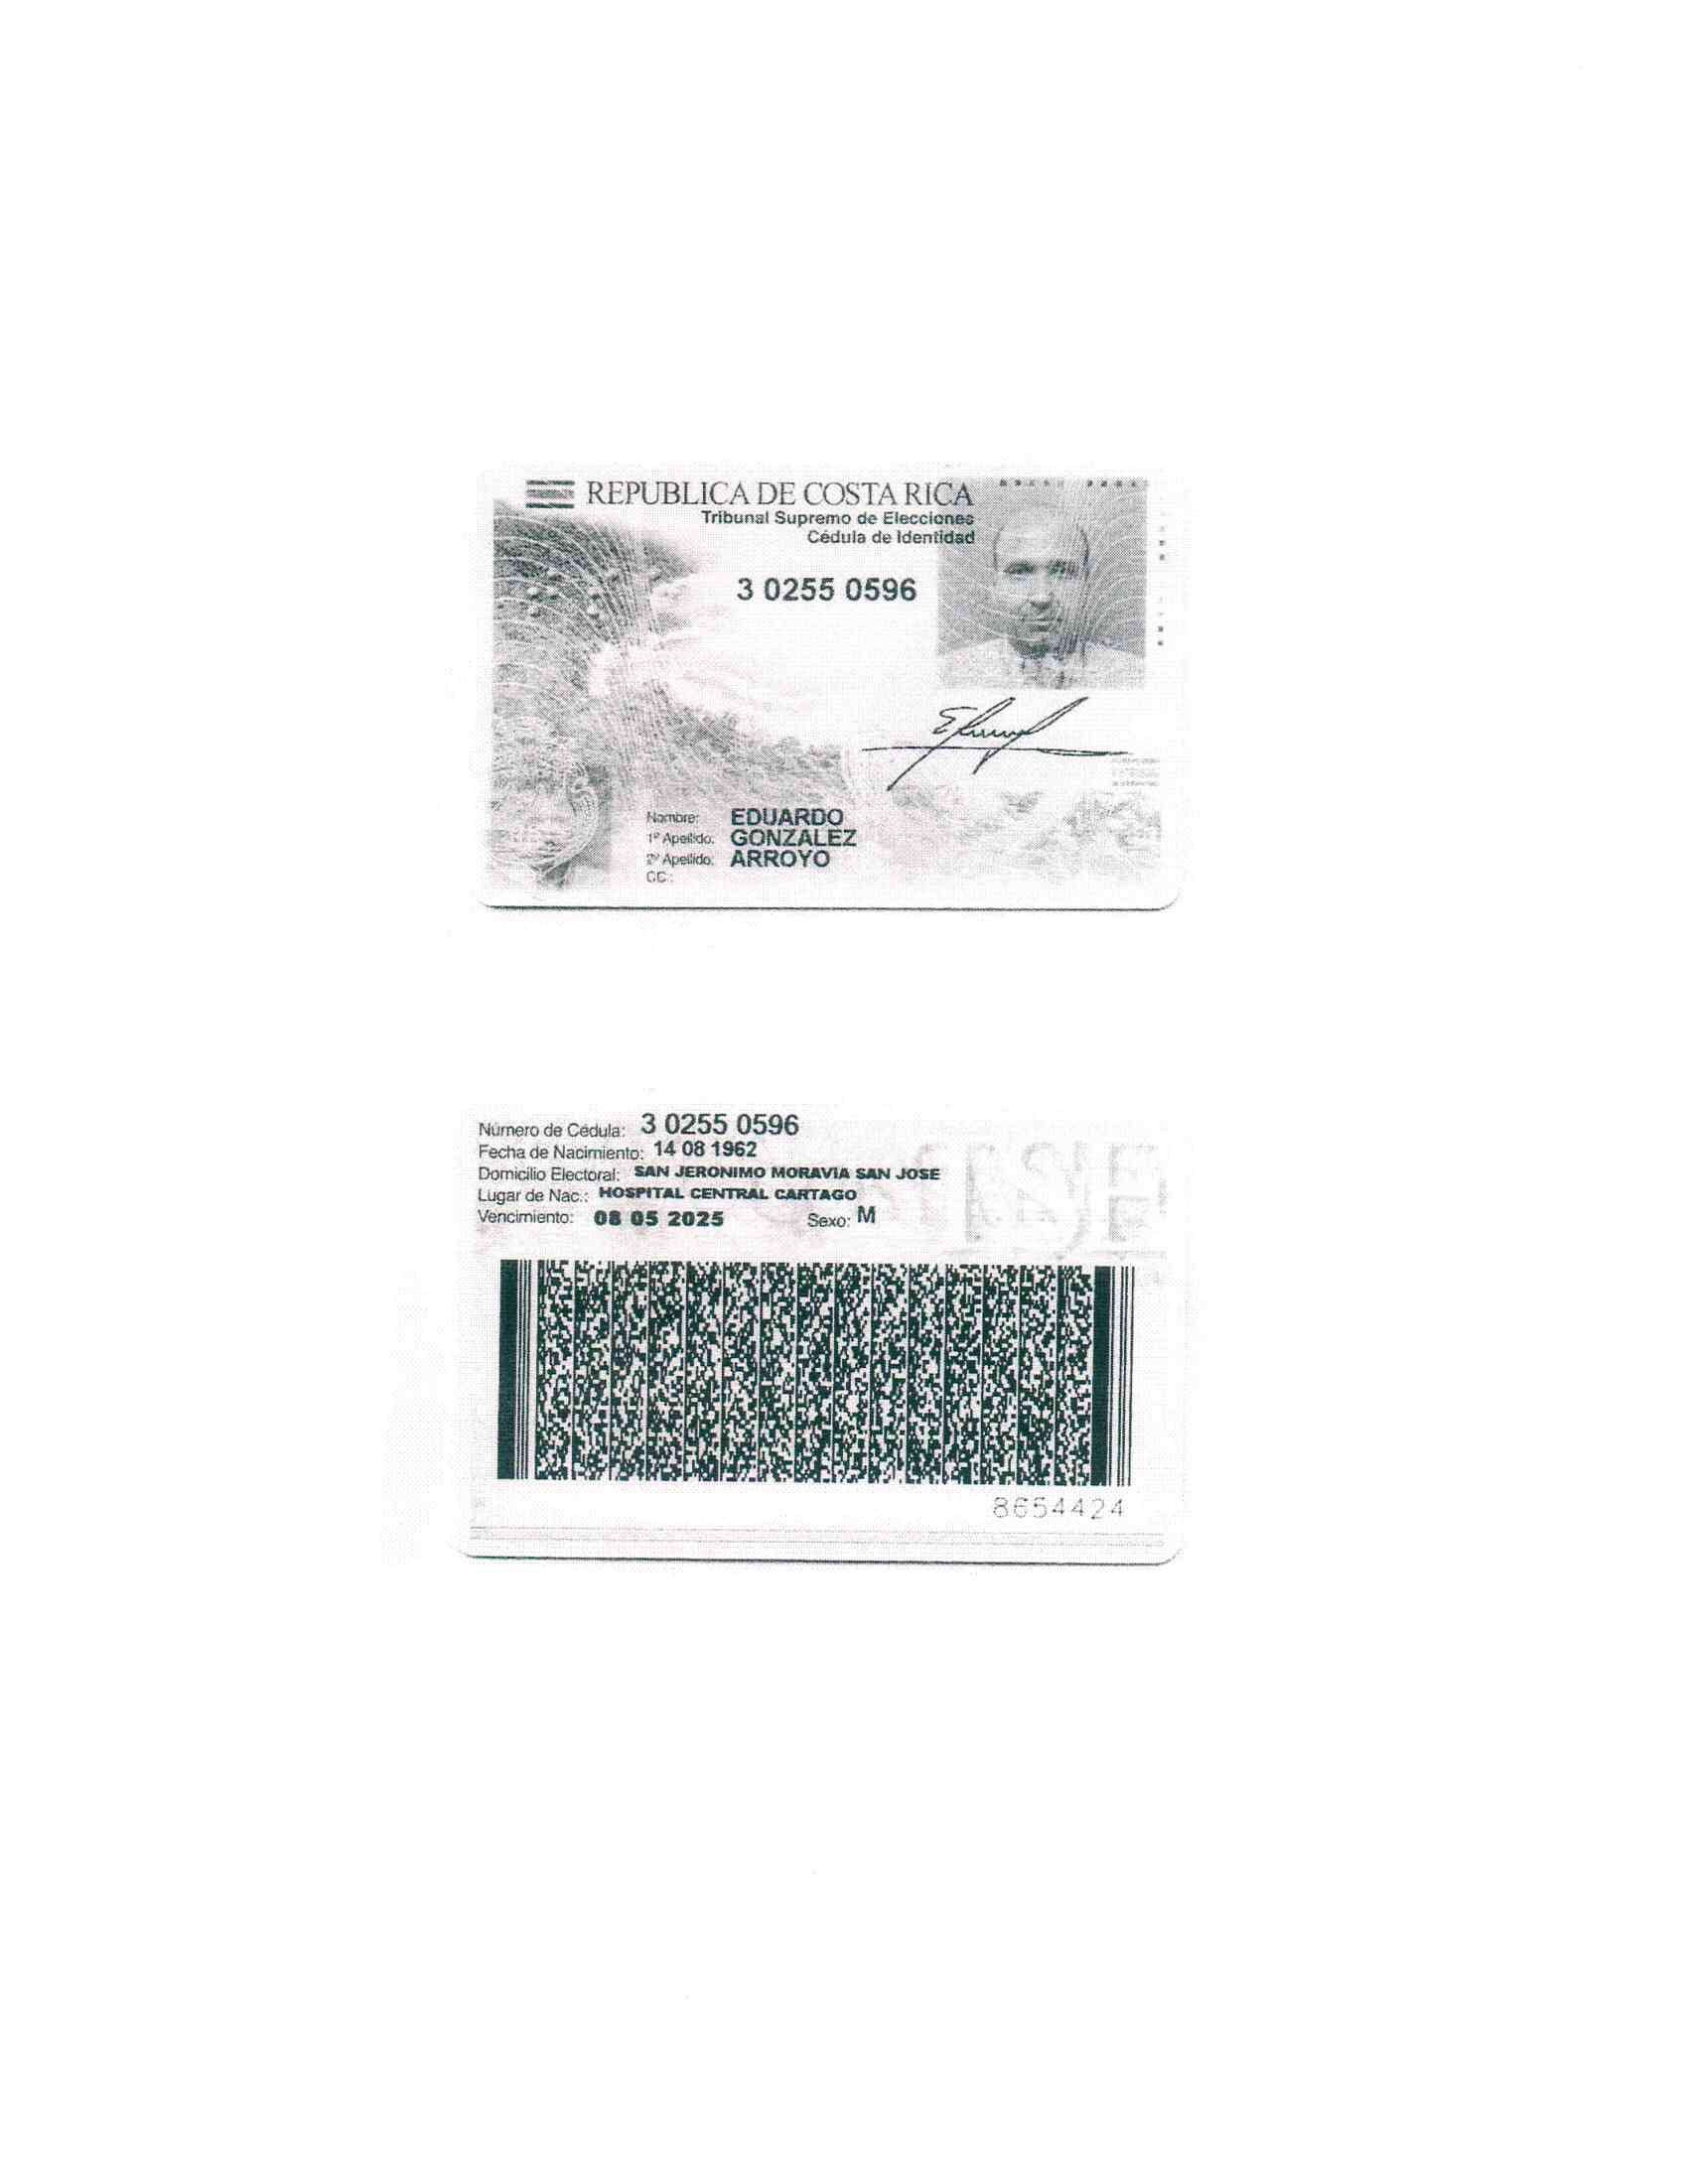 REPUBLICA DE COSTA RICA
Tribunal Supremo de Elecciones
Cédula de Identidad
3 0255 0596
Nombre: EDUARDO
1º Apellido: GONZALEZ
2º Apellido: ARROYO
CC:
Número de Cédula: 3 0255 0596
Fecha de Nacimiento: 14 08 1962
Domicilio Electoral: SAN JERONIMO MORAVIA SAN JOSE
Lugar de Nac.: HOSPITAL CENTRAL CARTAGO
Vencimiento: 08 05 2025 Sexo: M
8654424